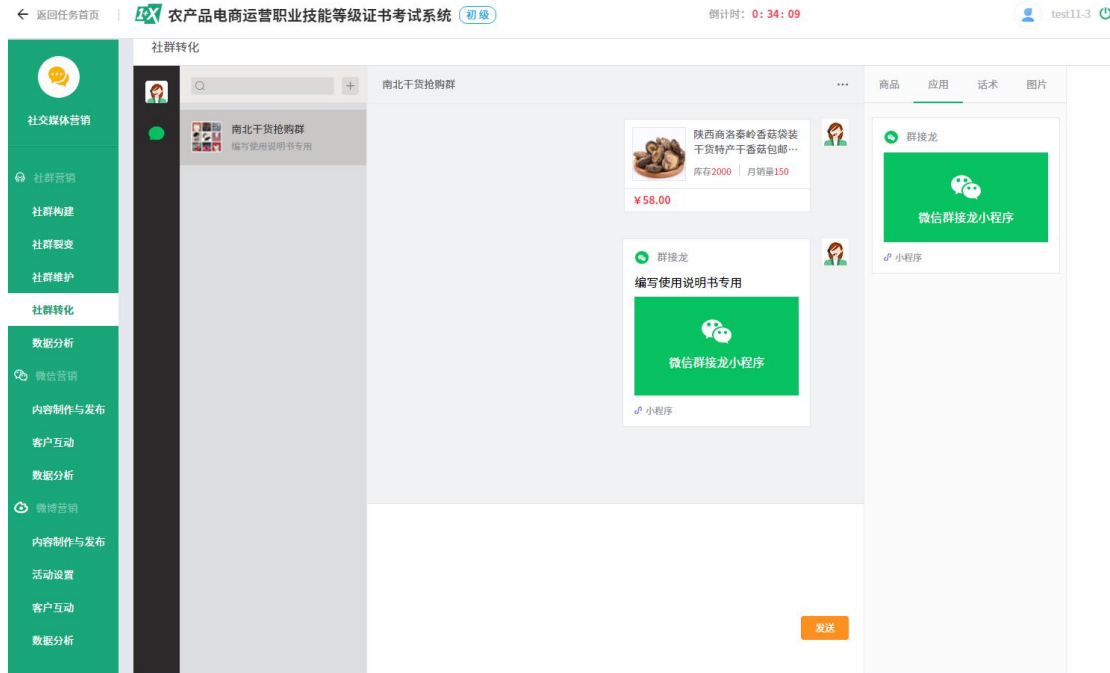 返回任务首页
1+X 农产品电商运营职业技能等级证书考试系统 初级
倒计时：0:34:09
test11-3
社交媒体营销
社群营销
社群构建
社群裂变
社群维护
社群转化
数据分析
微信营销
内容制作与发布
客户互动
数据分析
微博营销
内容制作与发布
活动设置
客户互动
数据分析
社群转化
南北干货抢购群
编写使用说明书专用
南北干货抢购群
陕西商洛秦岭香菇袋装
干货特产干香菇包邮…
库存2000 月销量150
¥58.00
群接龙
编写使用说明书专用
微信群接龙小程序
小程序
发送
商品 应用 话术 图片
群接龙
微信群接龙小程序
小程序